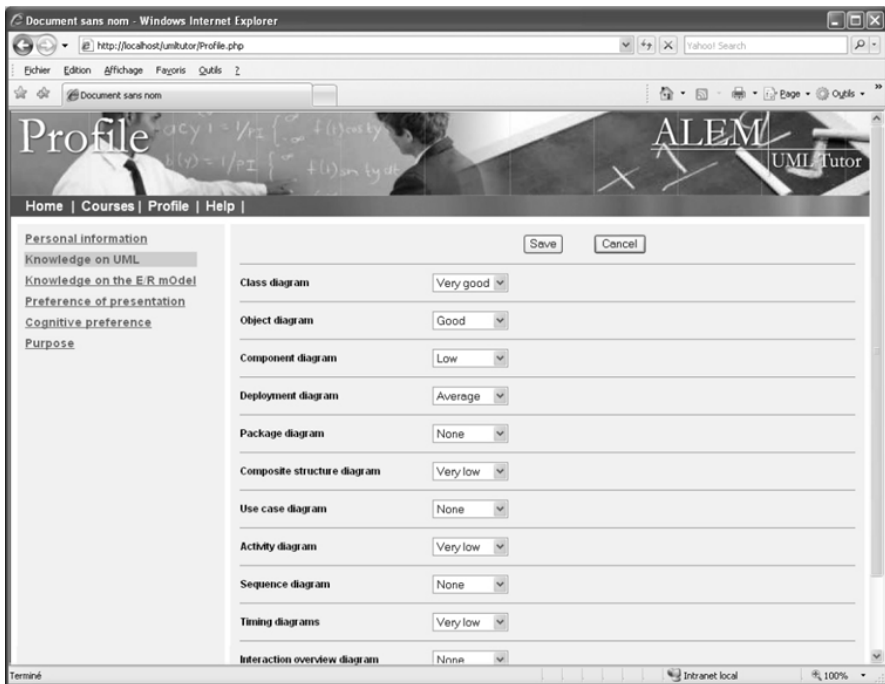 Document sans nom - Windows Internet Explorer
http://localhost/umltutor/Profile.php
Yahoo! Search
Fichier Edition Affichage Favoris Outils ?
Document sans nom
Page Outils
Profile
ALEM
UML Tutor
Home | Courses | Profile | Help |
Personal information
Knowledge on UML
Knowledge on the E/R mOdel
Preference of presentation
Cognitive preference
Purpose
Save Cancel
Class diagram Very good
Object diagram Good
Component diagram Low
Deployment diagram Average
Package diagram None
Composite structure diagram Very low
Use case diagram None
Activity diagram Very low
Sequence diagram None
Timing diagrams Very low
Interaction overview diagram None
Terminé Intranet local 100%